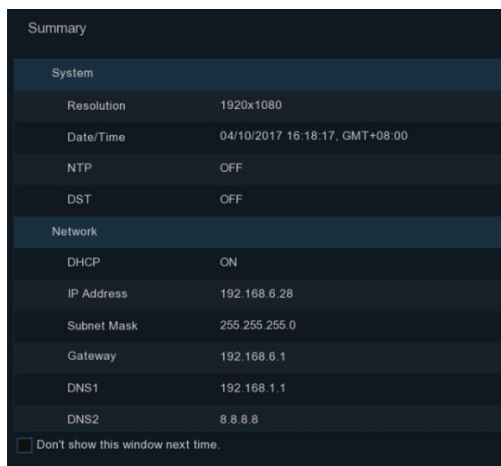 Summary
System
Resolution 1920x1080
Date/Time 04/10/2017 16:18:17, GMT+08:00
NTP OFF
DST OFF
Network
DHCP ON
IP Address 192.168.6.28
Subnet Mask 255.255.255.0
Gateway 192.168.6.1
DNS1 192.168.1.1
DNS2 8.8.8.8
Don't show this window next time.